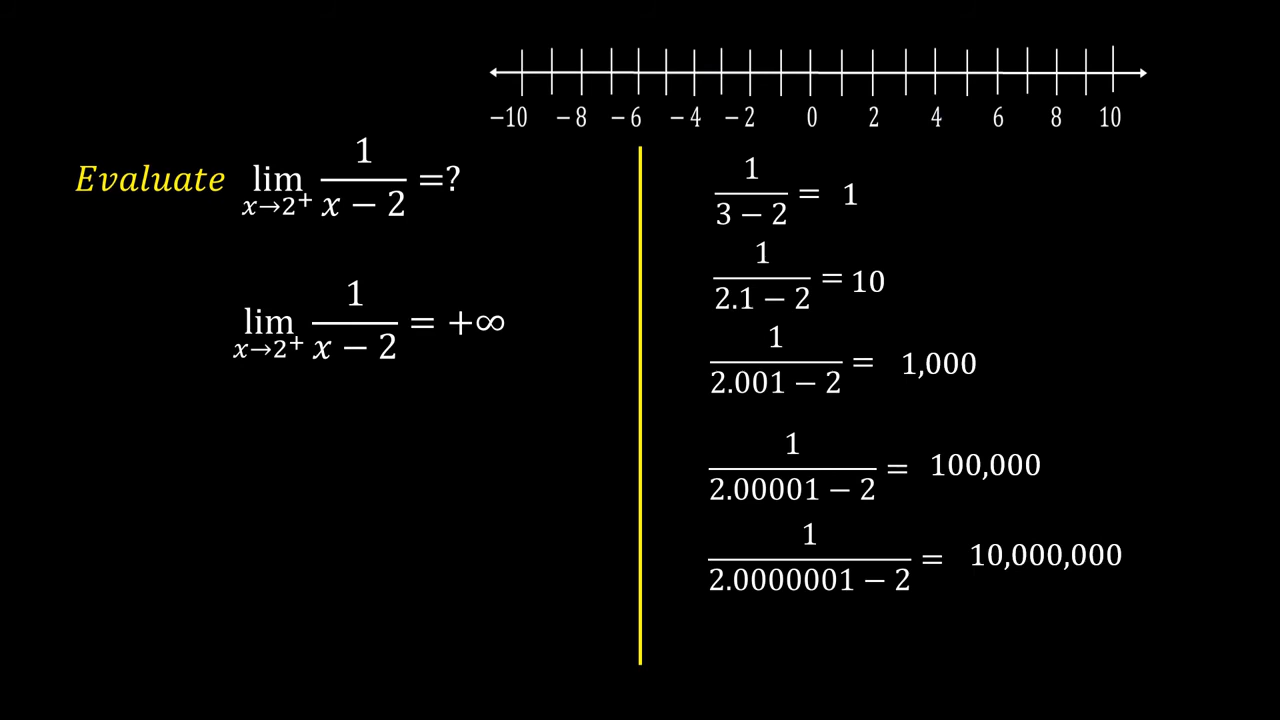 −10 −8 −6 −4 −2 0 2 4 6 8 10
Evaluate lim x→2⁺ 1/(x − 2) =?
lim x→2⁺ 1/(x − 2) = +∞
1/(3 − 2) = 1
1/(2.1 − 2) = 10
1/(2.001 − 2) = 1,000
1/(2.00001 − 2) = 100,000
1/(2.0000001 − 2) = 10,000,000